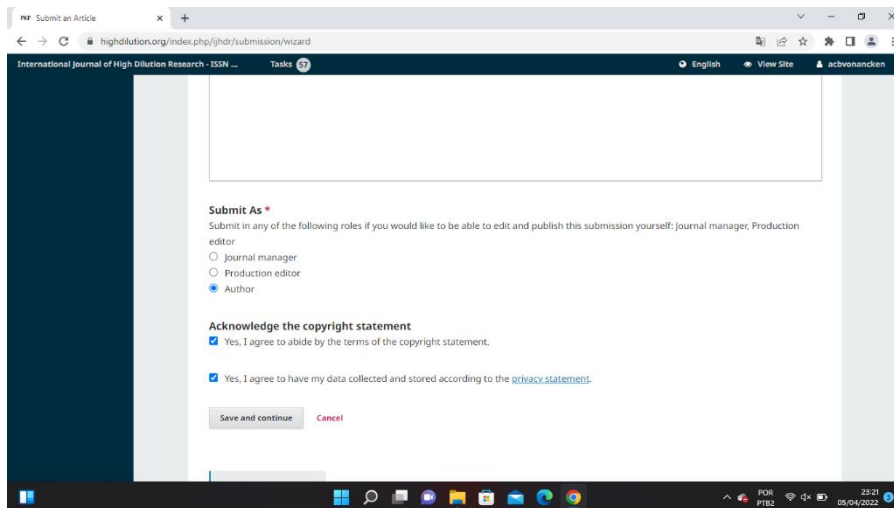 PKP Submit an Article
highdilution.org/index.php/ijhdr/submission/wizard
International Journal of High Dilution Research - ISSN ... Tasks 57 English View Site acbvonancken
Submit As *
Submit in any of the following roles if you would like to be able to edit and publish this submission yourself: Journal manager, Production
editor
Journal manager
Production editor
Author
Acknowledge the copyright statement
Yes, I agree to abide by the terms of the copyright statement.
Yes, I agree to have my data collected and stored according to the privacy statement.
Save and continue Cancel
POR 23:21
PTB2 05/04/2022 3